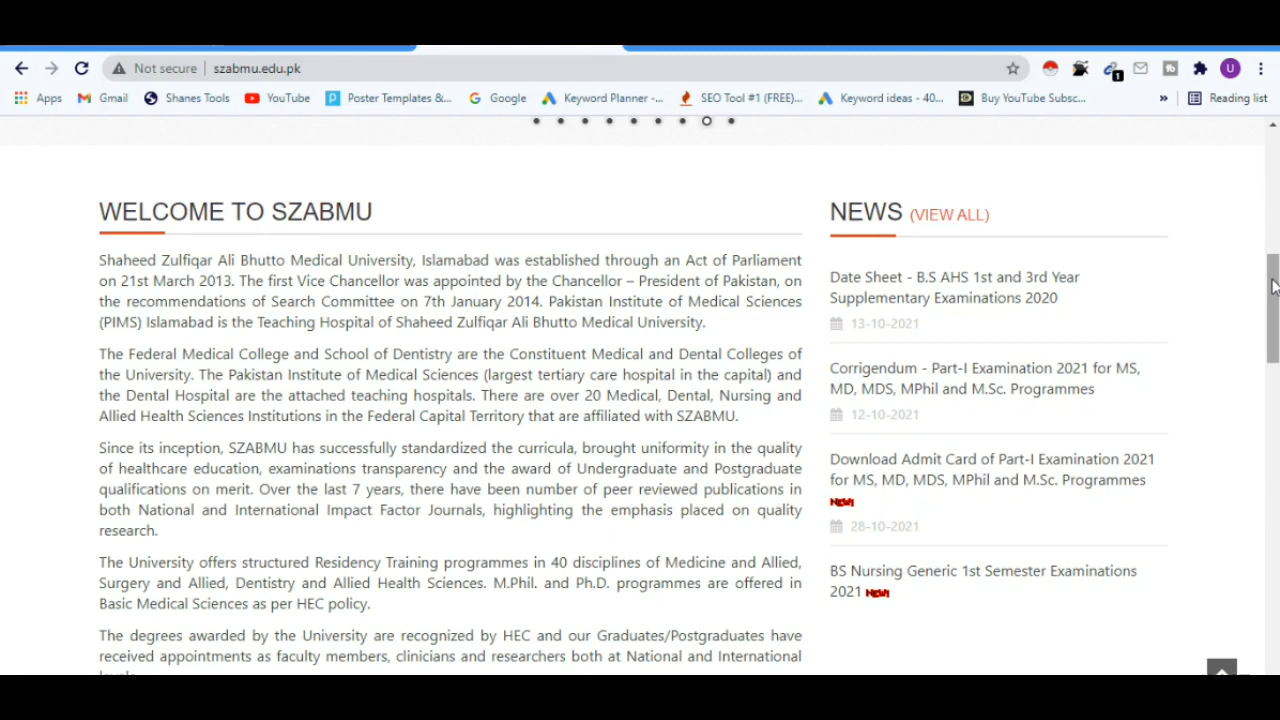 Not secure szabmu.edu.pk
Apps Gmail Shanes Tools YouTube Poster Templates &... Google Keyword Planner -... SEO Tool #1 (FREE)... Keyword ideas - 40... Buy YouTube Subsc... » Reading list
1
U
WELCOME TO SZABMU
Shaheed Zulfiqar Ali Bhutto Medical University, Islamabad was established through an Act of Parliament
on 21st March 2013. The first Vice Chancellor was appointed by the Chancellor – President of Pakistan, on
the recommendations of Search Committee on 7th January 2014. Pakistan Institute of Medical Sciences
(PIMS) Islamabad is the Teaching Hospital of Shaheed Zulfiqar Ali Bhutto Medical University.
The Federal Medical College and School of Dentistry are the Constituent Medical and Dental Colleges of
the University. The Pakistan Institute of Medical Sciences (largest tertiary care hospital in the capital) and
the Dental Hospital are the attached teaching hospitals. There are over 20 Medical, Dental, Nursing and
Allied Health Sciences Institutions in the Federal Capital Territory that are affiliated with SZABMU.
Since its inception, SZABMU has successfully standardized the curricula, brought uniformity in the quality
of healthcare education, examinations transparency and the award of Undergraduate and Postgraduate
qualifications on merit. Over the last 7 years, there have been number of peer reviewed publications in
both National and International Impact Factor Journals, highlighting the emphasis placed on quality
research.
The University offers structured Residency Training programmes in 40 disciplines of Medicine and Allied,
Surgery and Allied, Dentistry and Allied Health Sciences. M.Phil. and Ph.D. programmes are offered in
Basic Medical Sciences as per HEC policy.
The degrees awarded by the University are recognized by HEC and our Graduates/Postgraduates have
received appointments as faculty members, clinicians and researchers both at National and International
NEWS (VIEW ALL)
Date Sheet - B.S AHS 1st and 3rd Year
Supplementary Examinations 2020
13-10-2021
Corrigendum - Part-I Examination 2021 for MS,
MD, MDS, MPhil and M.Sc. Programmes
12-10-2021
Download Admit Card of Part-I Examination 2021
for MS, MD, MDS, MPhil and M.Sc. Programmes
NEW!
28-10-2021
BS Nursing Generic 1st Semester Examinations
2021 NEW!